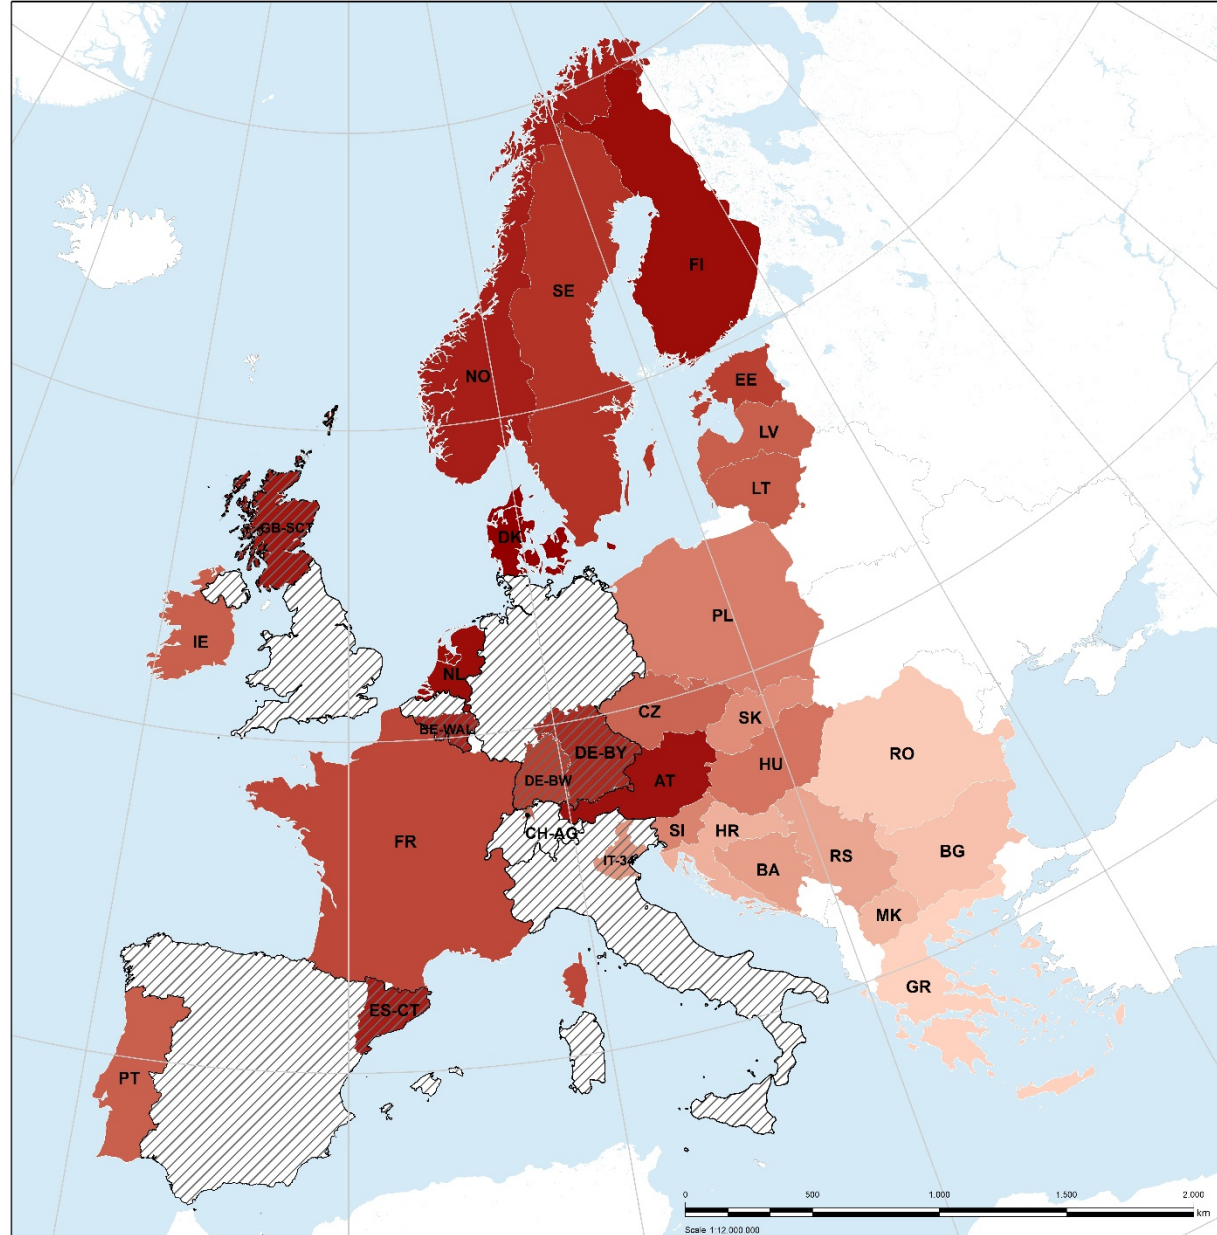 FI
SE
NO
EE
LV
LT
GB-SCT
DK
PL
IE
NL
CZ
SK
BE-WAL
DE-BY
RO
HU
DE-BW
AT
SI
HR
CH-AG
FR
IT-34
BA
RS
BG
MK
GR
ES-CT
PT
0 500 1.000 1.500 2.000
km
Scale 1:12.000.000